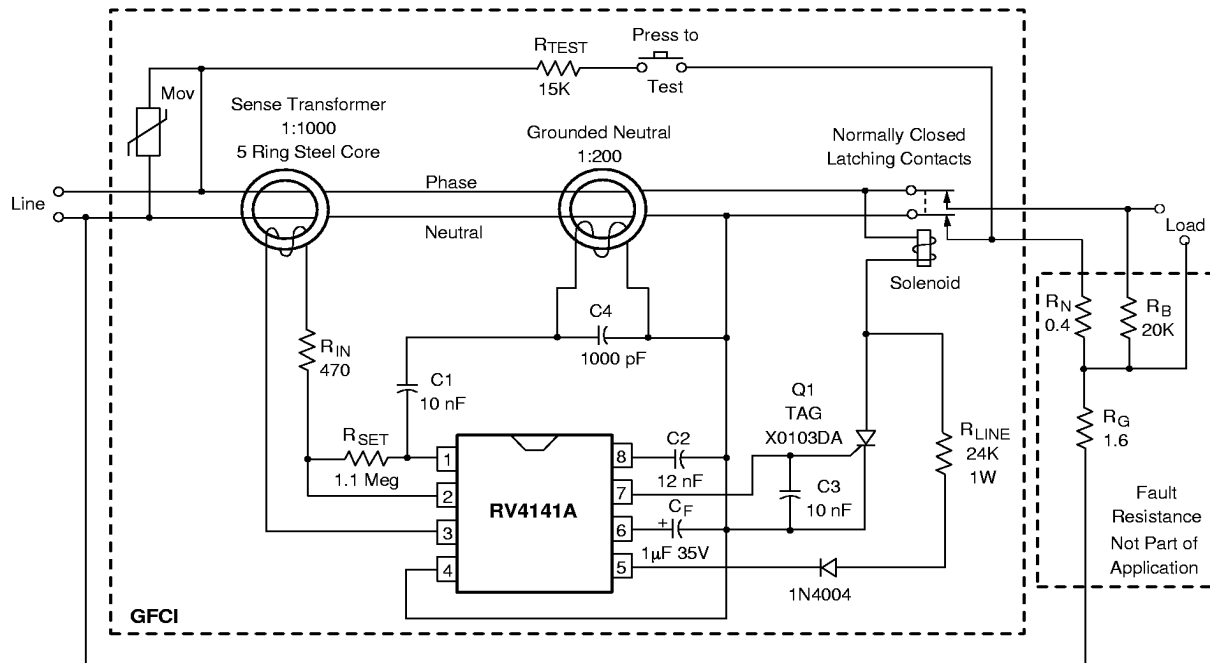 RTEST
15K
Press to
Test
Mov
Sense Transformer
1:1000
5 Ring Steel Core
Grounded Neutral
1:200
Normally Closed
Latching Contacts
Line
Phase
Neutral
Load
Solenoid
RN
0.4
RB
20K
RG
1.6
C4
1000 pF
RIN
470
C1
10 nF
RSET
1.1 Meg
Q1
TAG
X0103DA
RLINE
24K
1W
C2
12 nF
C3
10 nF
CF
+
1µF 35V
1N4004
RV4141A
1
2
3
4
8
7
6
5
Fault
Resistance
Not Part of
Application
GFCI